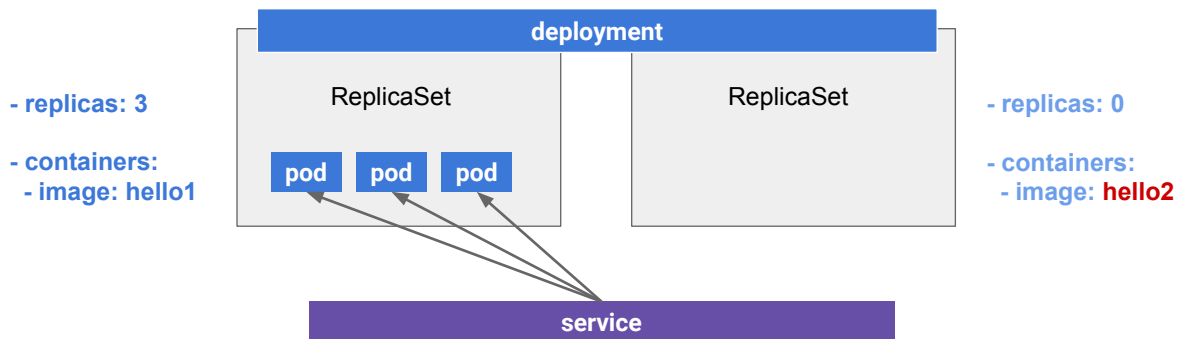 deployment
ReplicaSet
ReplicaSet
- replicas: 3
- replicas: 0
- containers:
- image: hello1
- containers:
- image: hello2
pod
pod
pod
service